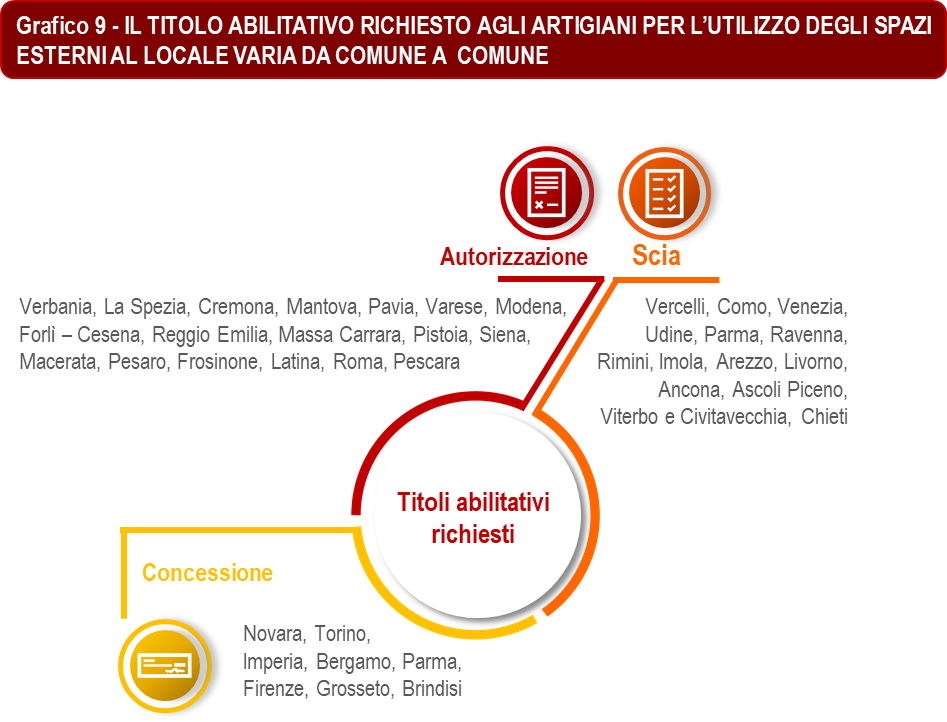 Grafico 9 - IL TITOLO ABILITATIVO RICHIESTO AGLI ARTIGIANI PER L'UTILIZZO DEGLI SPAZI
ESTERNI AL LOCALE VARIA DA COMUNE A COMUNE
Autorizzazione
Verbania, La Spezia, Cremona, Mantova, Pavia, Varese, Modena,
Forlì – Cesena, Reggio Emilia, Massa Carrara, Pistoia, Siena,
Macerata, Pesaro, Frosinone, Latina, Roma, Pescara
Scia
Vercelli, Como, Venezia,
Udine, Parma, Ravenna,
Rimini, Imola, Arezzo, Livorno,
Ancona, Ascoli Piceno,
Viterbo e Civitavecchia, Chieti
Titoli abilitativi
richiesti
Concessione
Novara, Torino,
Imperia, Bergamo, Parma,
Firenze, Grosseto, Brindisi